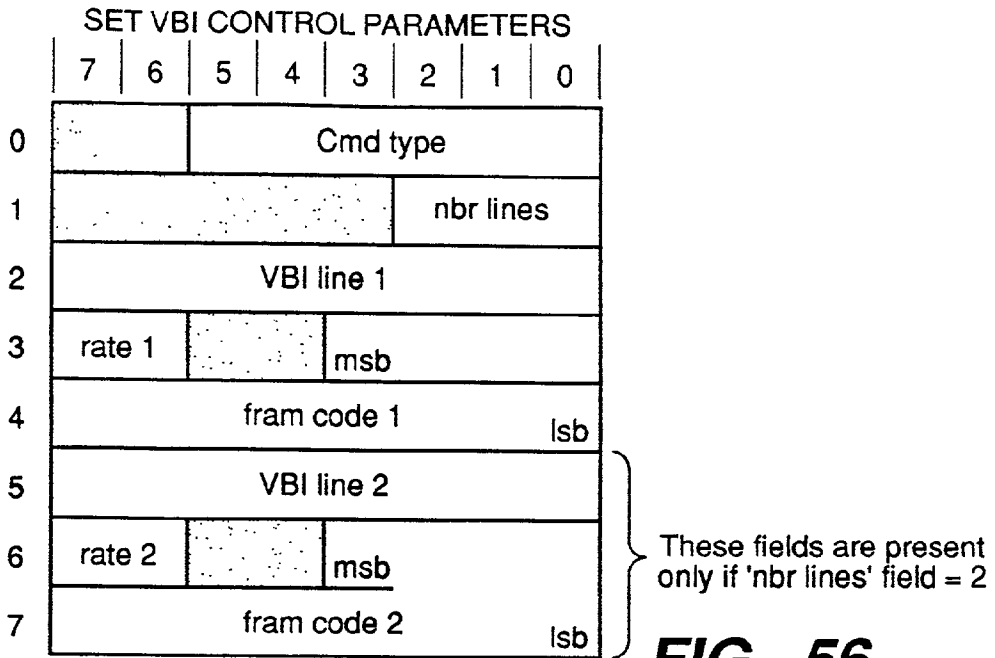 SET VBI CONTROL PARAMETERS
7 6 5 4 3 2 1 0
0 Cmd type
1 nbr lines
2 VBI line 1
3 rate 1 msb
4 fram code 1 lsb
5 VBI line 2
6 rate 2 msb
7 fram code 2 lsb
These fields are present
only if 'nbr lines' field = 2
FIG. 56